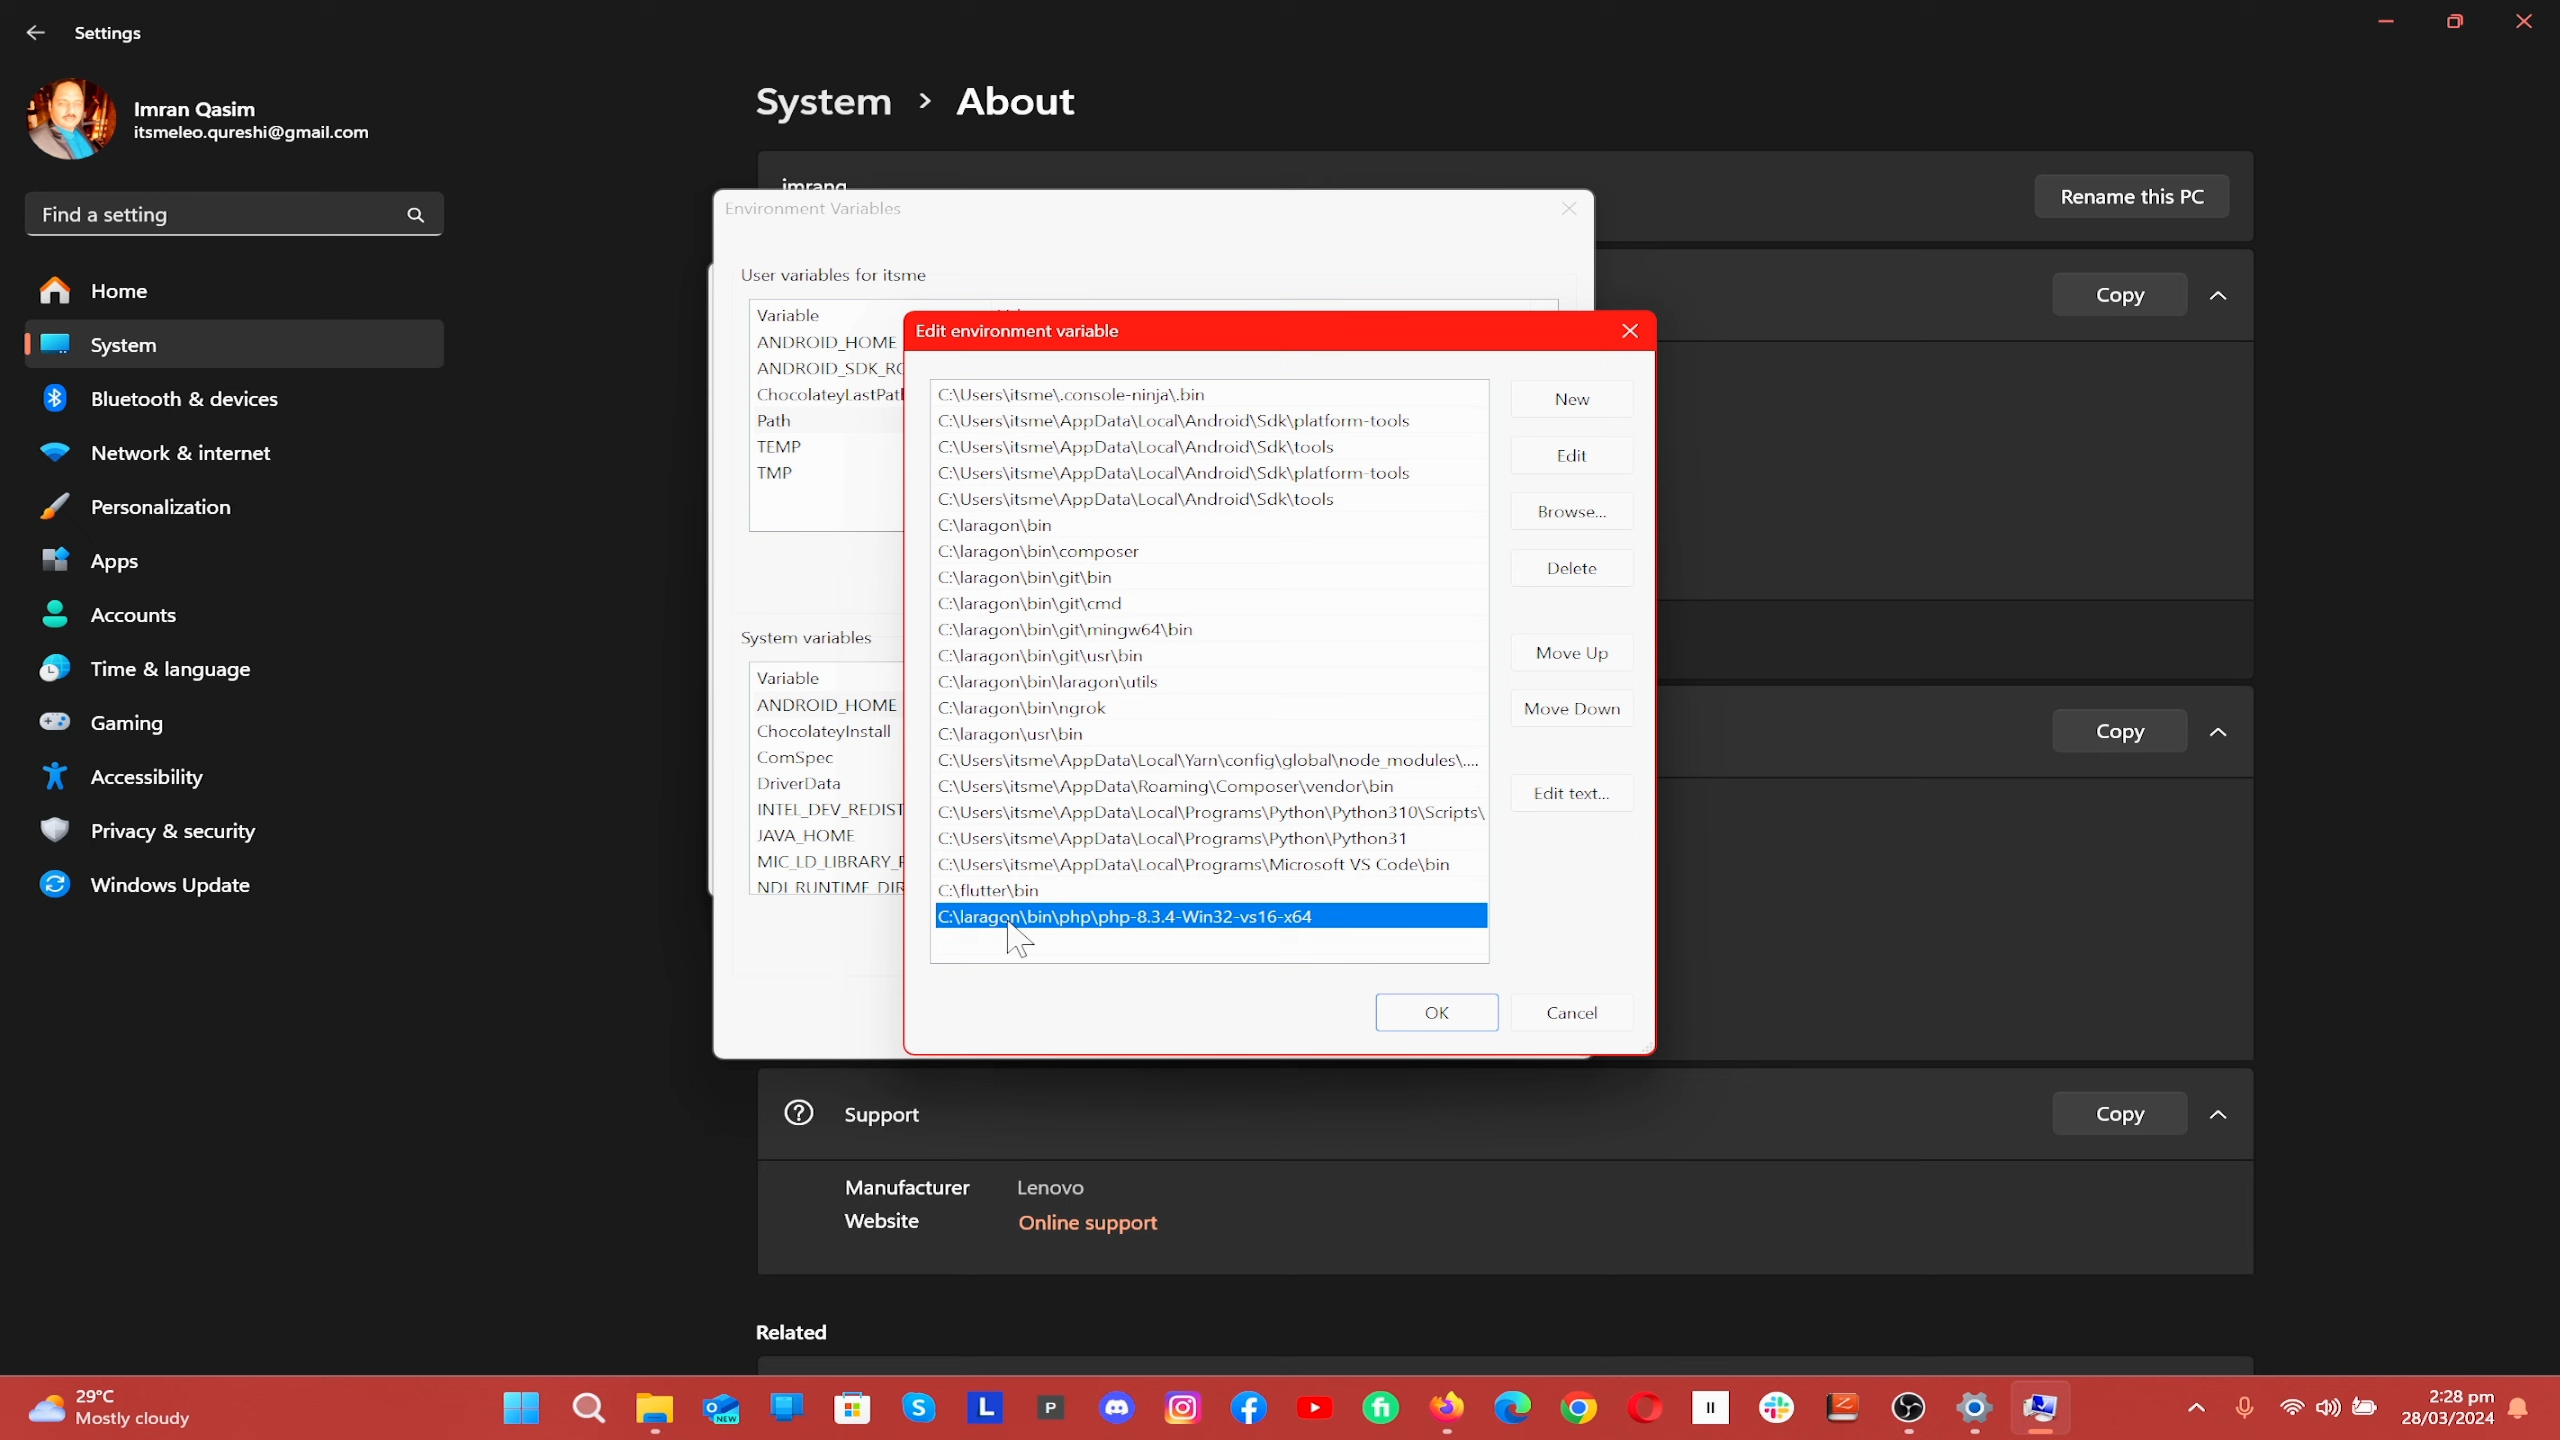 Settings
Imran Qasim
itsmeleo.qureshi@gmail.com
Find a setting
Home
System
Bluetooth & devices
Network & internet
Personalization
Apps
Accounts
Time & language
Gaming
Accessibility
Privacy & security
Windows Update
System > About
imranq
Rename this PC
Copy
Copy
Environment Variables
User variables for itsme
Variable
ANDROID_HOME
ANDROID_SDK_RO
ChocolateyLastPath
Path
TEMP
TMP
System variables
Variable
ANDROID_HOME
ChocolateyInstall
ComSpec
DriverData
INTEL_DEV_REDIST
JAVA_HOME
MIC_LD_LIBRARY_P
NDI_RUNTIME_DIR
Edit environment variable
C:\Users\itsme\.console-ninja\.bin
C:\Users\itsme\AppData\Local\Android\Sdk\platform-tools
C:\Users\itsme\AppData\Local\Android\Sdk\tools
C:\Users\itsme\AppData\Local\Android\Sdk\platform-tools
C:\Users\itsme\AppData\Local\Android\Sdk\tools
C:\laragon\bin
C:\laragon\bin\composer
C:\laragon\bin\git\bin
C:\laragon\bin\git\cmd
C:\laragon\bin\git\mingw64\bin
C:\laragon\bin\git\usr\bin
C:\laragon\bin\laragon\utils
C:\laragon\bin\ngrok
C:\laragon\usr\bin
C:\Users\itsme\AppData\Local\Yarn\config\global\node_modules\....
C:\Users\itsme\AppData\Roaming\Composer\vendor\bin
C:\Users\itsme\AppData\Local\Programs\Python\Python310\Scripts\
C:\Users\itsme\AppData\Local\Programs\Python\Python31
C:\Users\itsme\AppData\Local\Programs\Microsoft VS Code\bin
C:\flutter\bin
C:\laragon\bin\php\php-8.3.4-Win32-vs16-x64
New
Edit
Browse...
Delete
Move Up
Move Down
Edit text...
OK
Cancel
Support
Copy
Manufacturer Lenovo
Website Online support
Related
29°C
Mostly cloudy
NEW
L
P
2:28 pm
28/03/2024